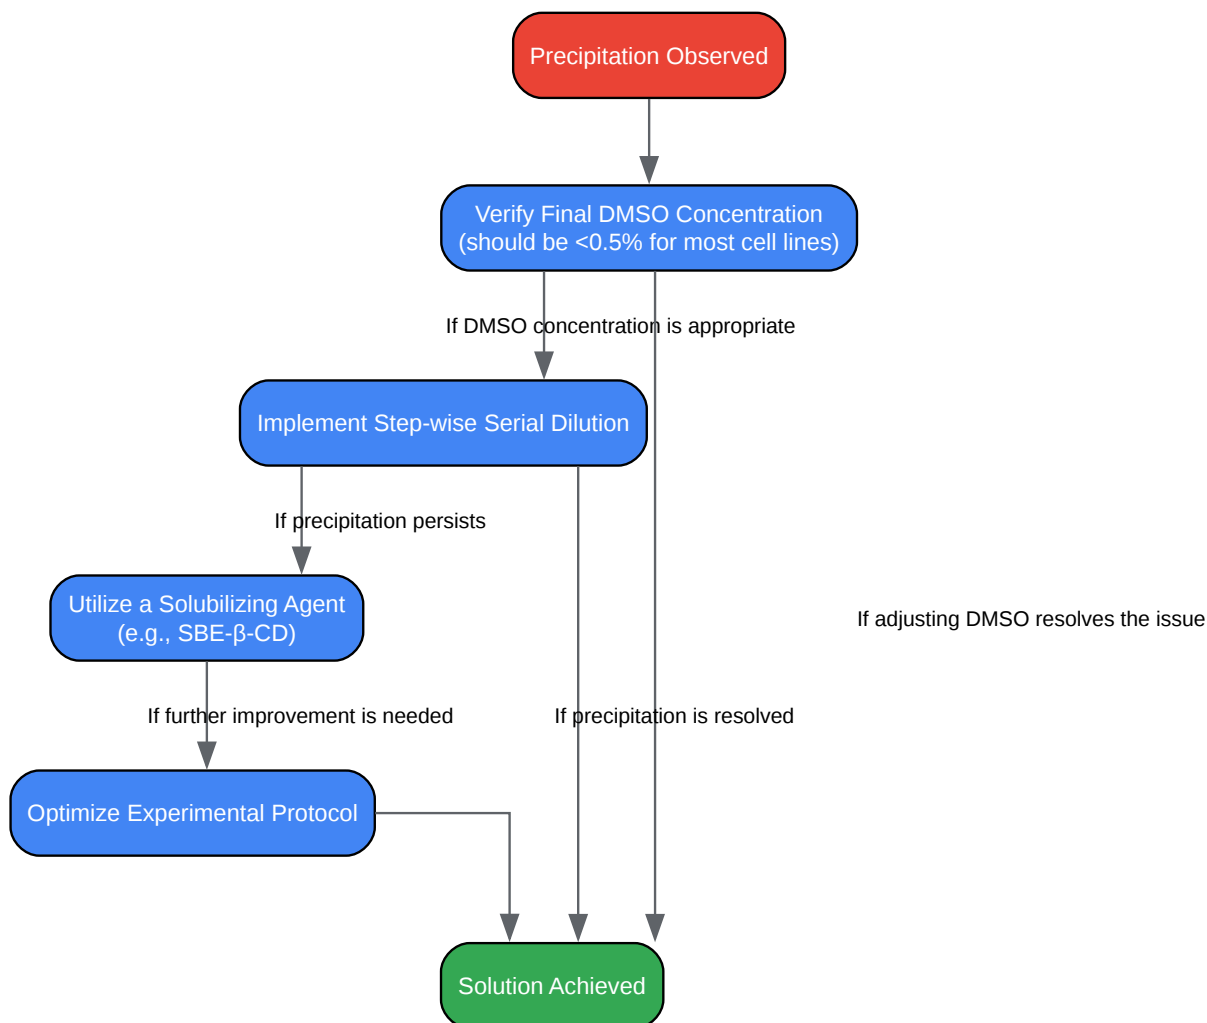 Precipitation Observed
Verify Final DMSO Concentration
(should be <0.5% for most cell lines)
If DMSO concentration is appropriate
Implement Step-wise Serial Dilution
If precipitation persists
Utilize a Solubilizing Agent
(e.g., SBE-β-CD)
If adjusting DMSO resolves the issue
If further improvement is needed
If precipitation is resolved
Optimize Experimental Protocol
Solution Achieved